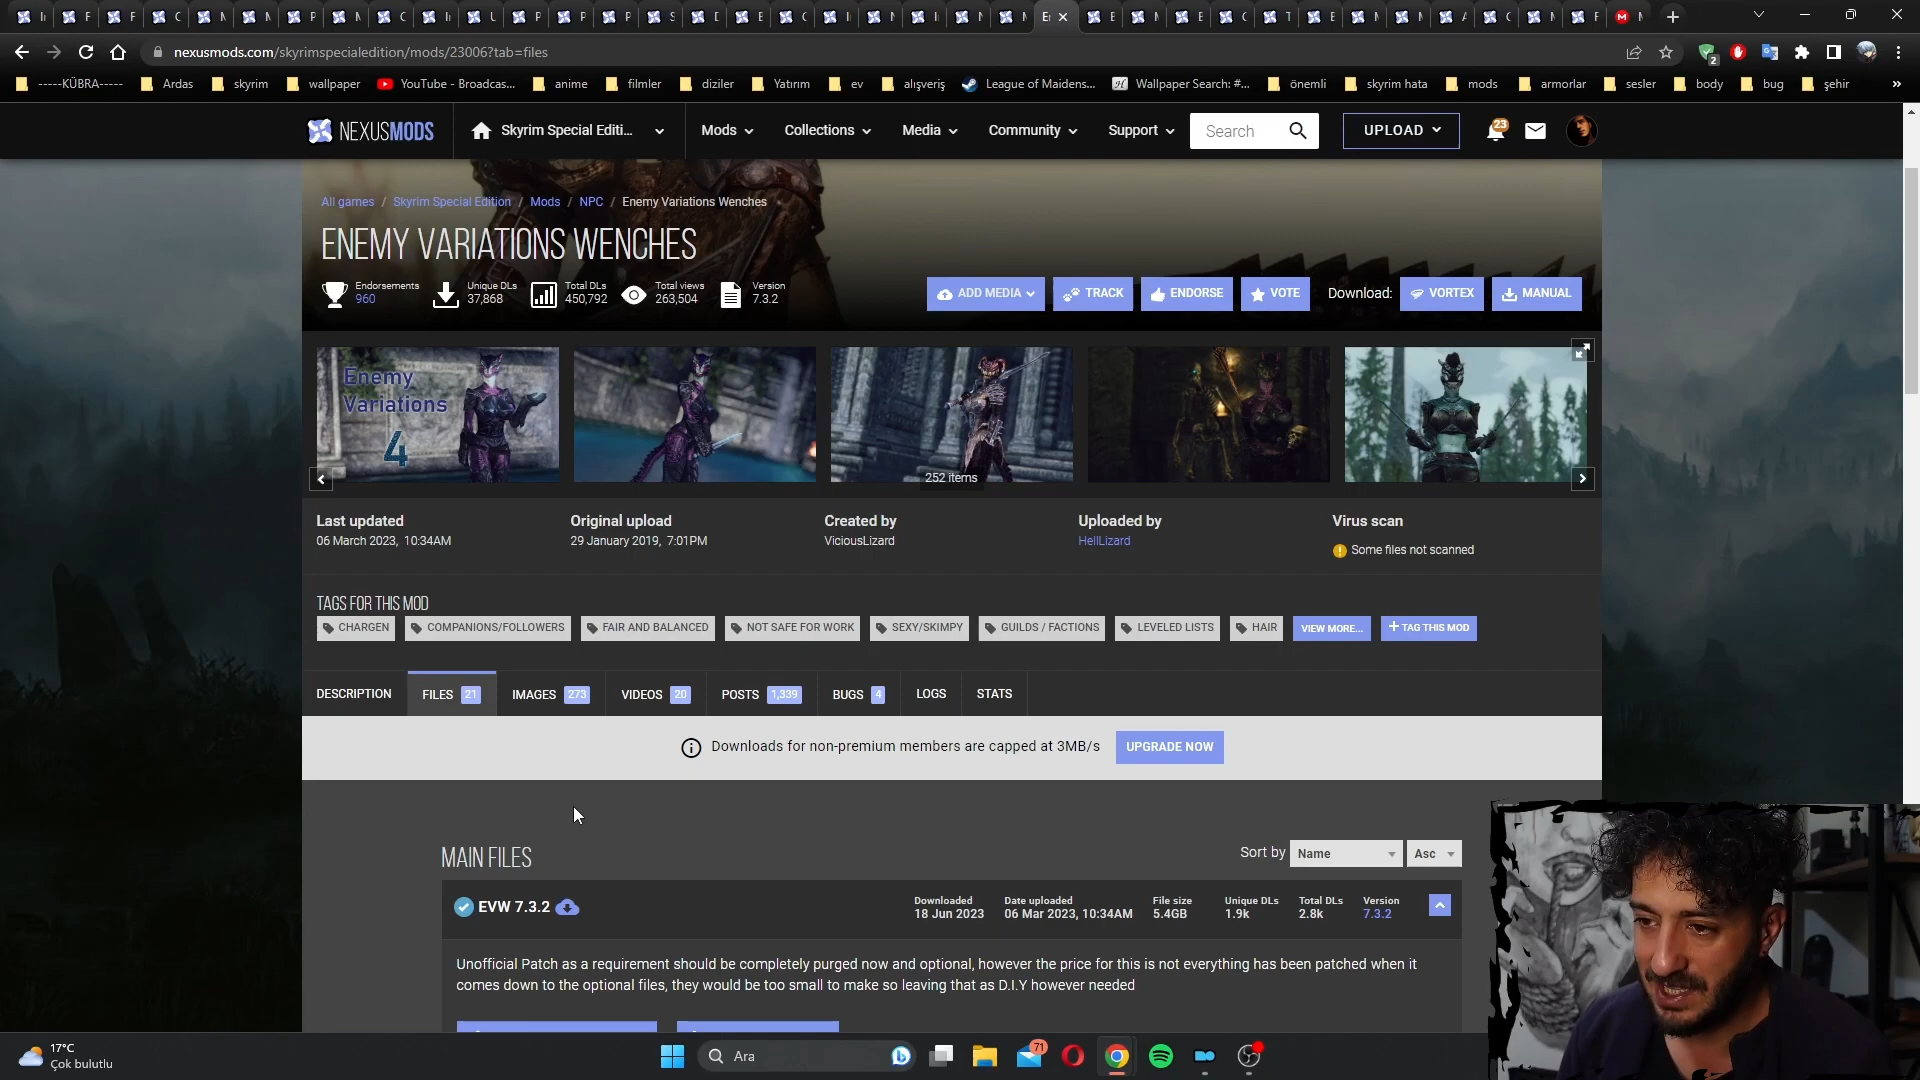 nexusmods.com/skyrimspecialedition/mods/23006?tab=files
-----KÜBRA----- Ardas skyrim wallpaper YouTube - Broadcas... anime filmler diziler Yatırım ev alışveriş League of Maidens... Wallpaper Search: #... önemli skyrim hata mods armorlar sesler body bug şehir »
NEXUSMODS Skyrim Special Editi... Mods Collections Media Community Support Search UPLOAD 23
All games / Skyrim Special Edition / Mods / NPC / Enemy Variations Wenches
ENEMY VARIATIONS WENCHES
Endorsements Unique DLs Total DLs Total views Version
960 37,868 450,792 263,504 7.3.2
ADD MEDIA TRACK ENDORSE VOTE Download: VORTEX MANUAL
Enemy
Variations
4
252 items
Last updated Original upload Created by Uploaded by Virus scan
06 March 2023, 10:34AM 29 January 2019, 7:01PM ViciousLizard HellLizard Some files not scanned
TAGS FOR THIS MOD
CHARGEN COMPANIONS/FOLLOWERS FAIR AND BALANCED NOT SAFE FOR WORK SEXY/SKIMPY GUILDS / FACTIONS LEVELED LISTS HAIR VIEW MORE... + TAG THIS MOD
DESCRIPTION FILES 21 IMAGES 273 VIDEOS 20 POSTS 1,339 BUGS 4 LOGS STATS
Downloads for non-premium members are capped at 3MB/s UPGRADE NOW
MAIN FILES Sort by Name Asc
EVW 7.3.2
Downloaded Date uploaded File size Unique DLs Total DLs Version
18 Jun 2023 06 Mar 2023, 10:34AM 5.4GB 1.9k 2.8k 7.3.2
Unofficial Patch as a requirement should be completely purged now and optional, however the price for this is not everything has been patched when it
comes down to the optional files, they would be too small to make so leaving that as D.I.Y however needed
17°C
Çok bulutlu
Ara
71